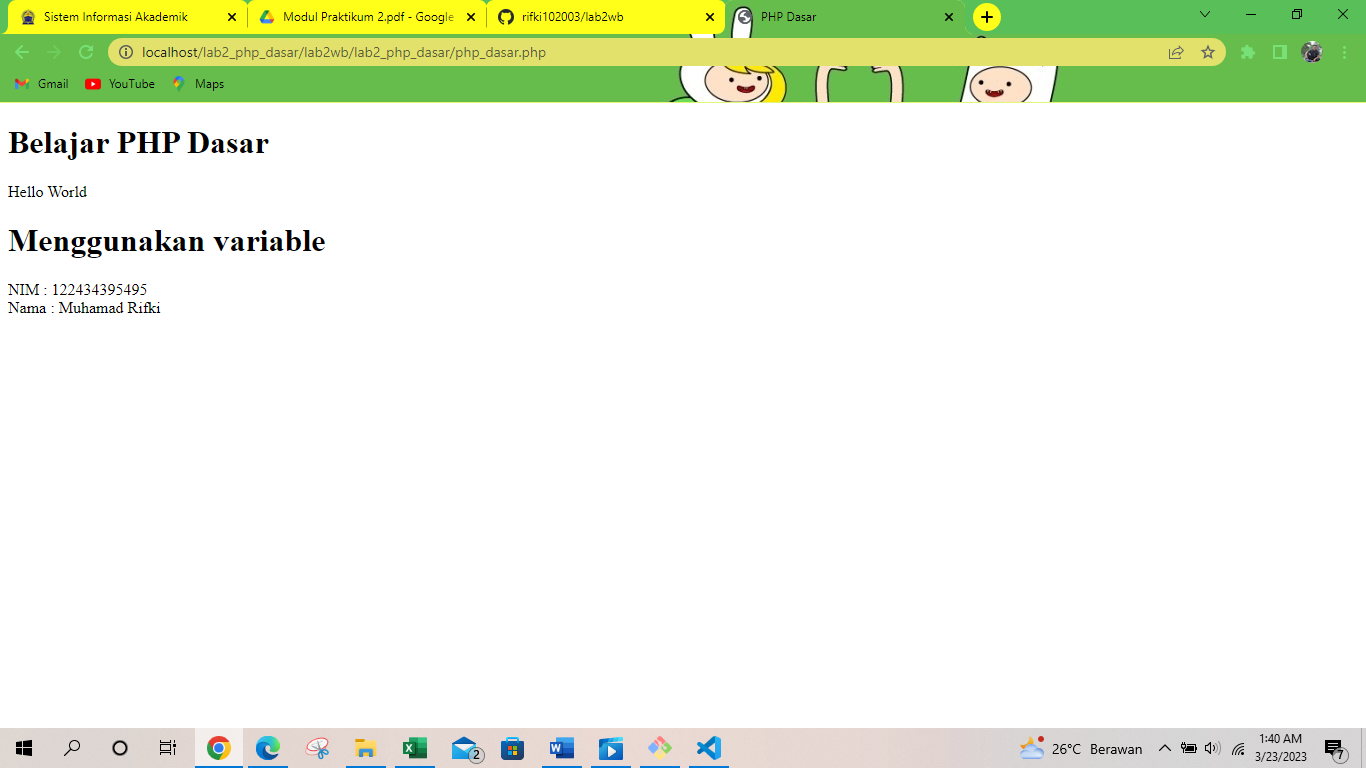 Sistem Informasi Akademik
Modul Praktikum 2.pdf - Google
rifki102003/lab2wb
PHP Dasar
localhost/lab2_php_dasar/lab2wb/lab2_php_dasar/php_dasar.php
Gmail YouTube Maps
Belajar PHP Dasar
Hello World
Menggunakan variable
NIM : 122434395495
Nama : Muhamad Rifki
2
26°C Berawan
1:40 AM
3/23/2023
7